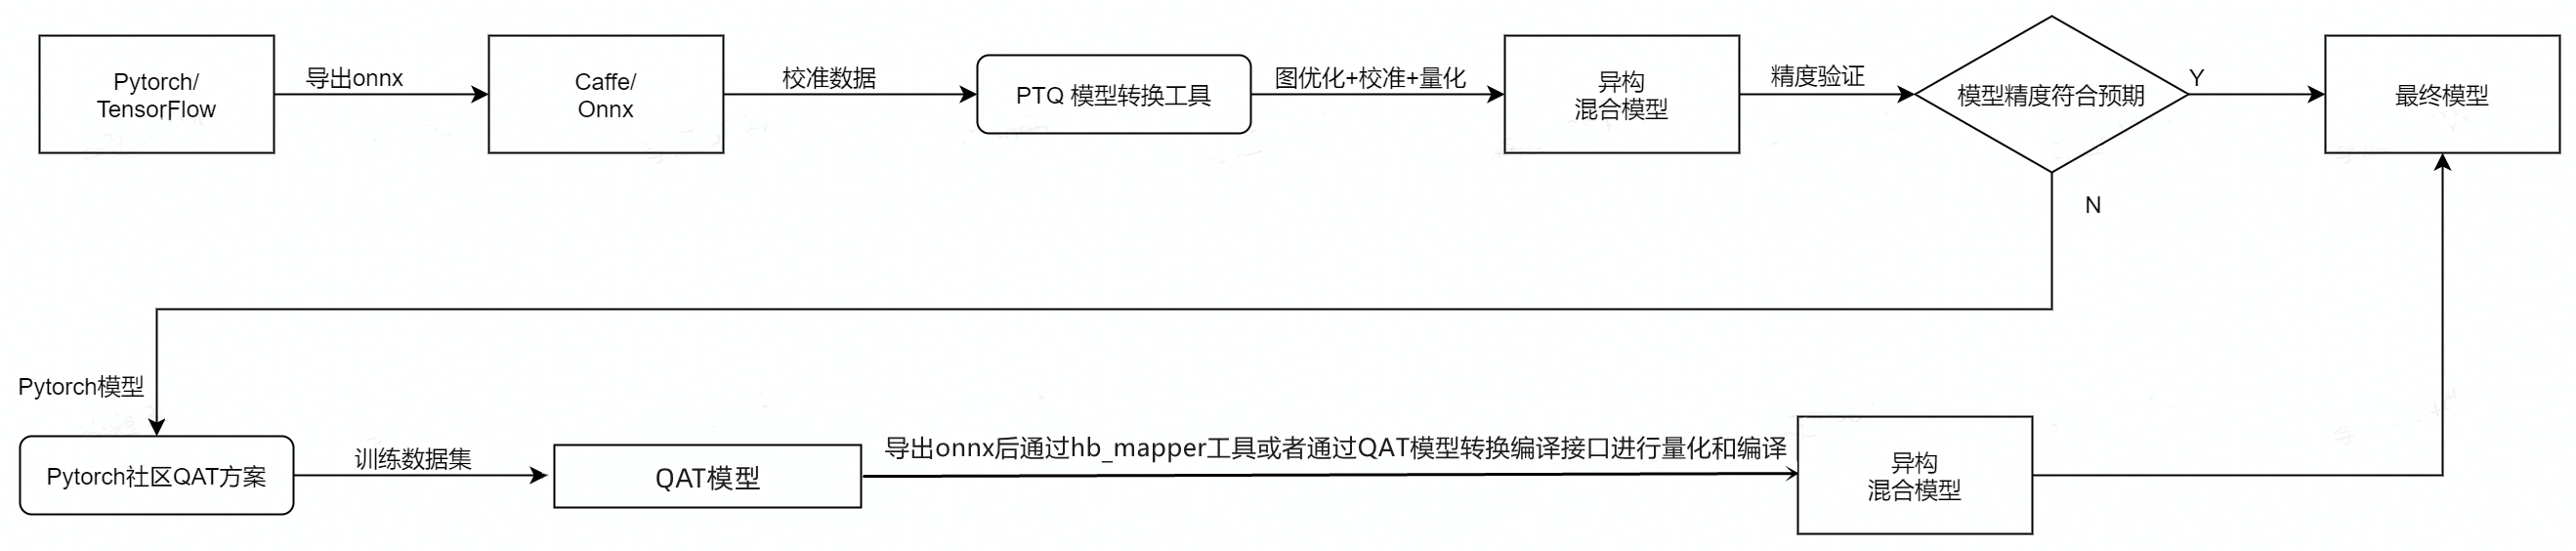 Pytorch/
TensorFlow
导出onnx
Caffe/
Onnx
校准数据
PTQ 模型转换工具
图优化+校准+量化
异构
混合模型
精度验证
模型精度符合预期
Y
最终模型
N
Pytorch模型
Pytorch社区QAT方案
训练数据集
QAT模型
导出onnx后通过hb_mapper工具或者通过QAT模型转换编译接口进行量化和编译
异构
混合模型